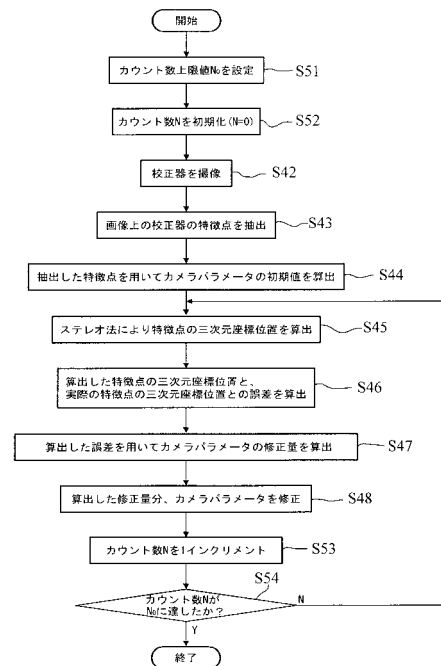 開始
カウント数上限値N₀を設定
S51
カウント数Nを初期化(N=0)
S52
校正器を撮像
S42
画像上の校正器の特徴点を抽出
S43
抽出した特徴点を用いてカメラパラメータの初期値を算出
S44
ステレオ法により特徴点の三次元座標位置を算出
S45
算出した特徴点の三次元座標位置と、
実際の特徴点の三次元座標位置との誤差を算出
S46
算出した誤差を用いてカメラパラメータの修正量を算出
S47
算出した修正量分、カメラパラメータを修正
S48
カウント数Nを1インクリメント
S53
S54
カウント数Nが
N₀に達したか?
N
Y
終了